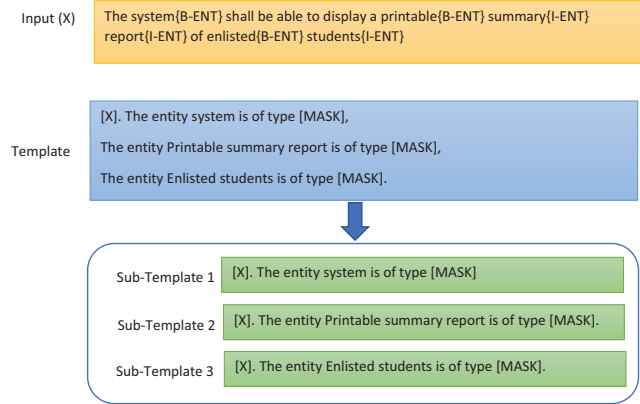 Input (X)
The system{B-ENT} shall be able to display a printable{B-ENT} summary{I-ENT}
report{I-ENT} of enlisted{B-ENT} students{I-ENT}
Template
[X]. The entity system is of type [MASK],
The entity Printable summary report is of type [MASK],
The entity Enlisted students is of type [MASK].
Sub-Template 1
[X]. The entity system is of type [MASK]
Sub-Template 2
[X]. The entity Printable summary report is of type [MASK].
Sub-Template 3
[X]. The entity Enlisted students is of type [MASK].